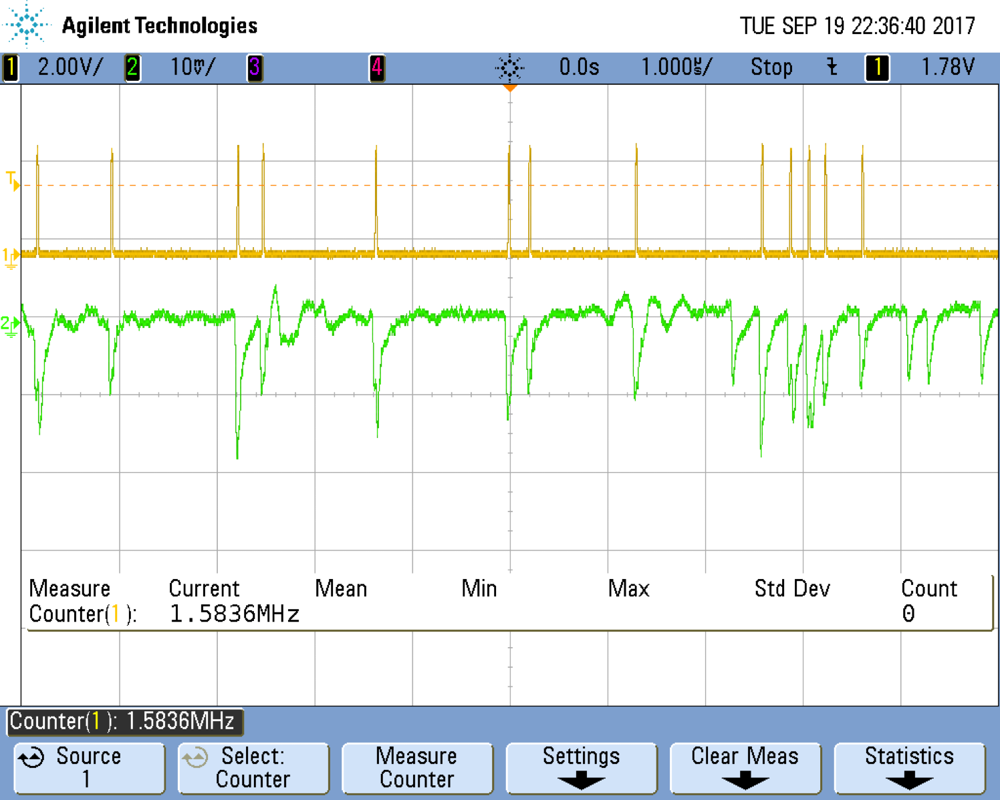 Agilent Technologies TUE SEP 19 22:36:40 2017
1 2.00V/ 2 10mV/ 3 4 0.0s 1.000µs/ Stop 1 1.78V
T
1
2
Measure Current Mean Min Max Std Dev Count
Counter(1): 1.5836MHz 0
Counter(1): 1.5836MHz
Source Select: Measure Settings Clear Meas Statistics
1 Counter Counter